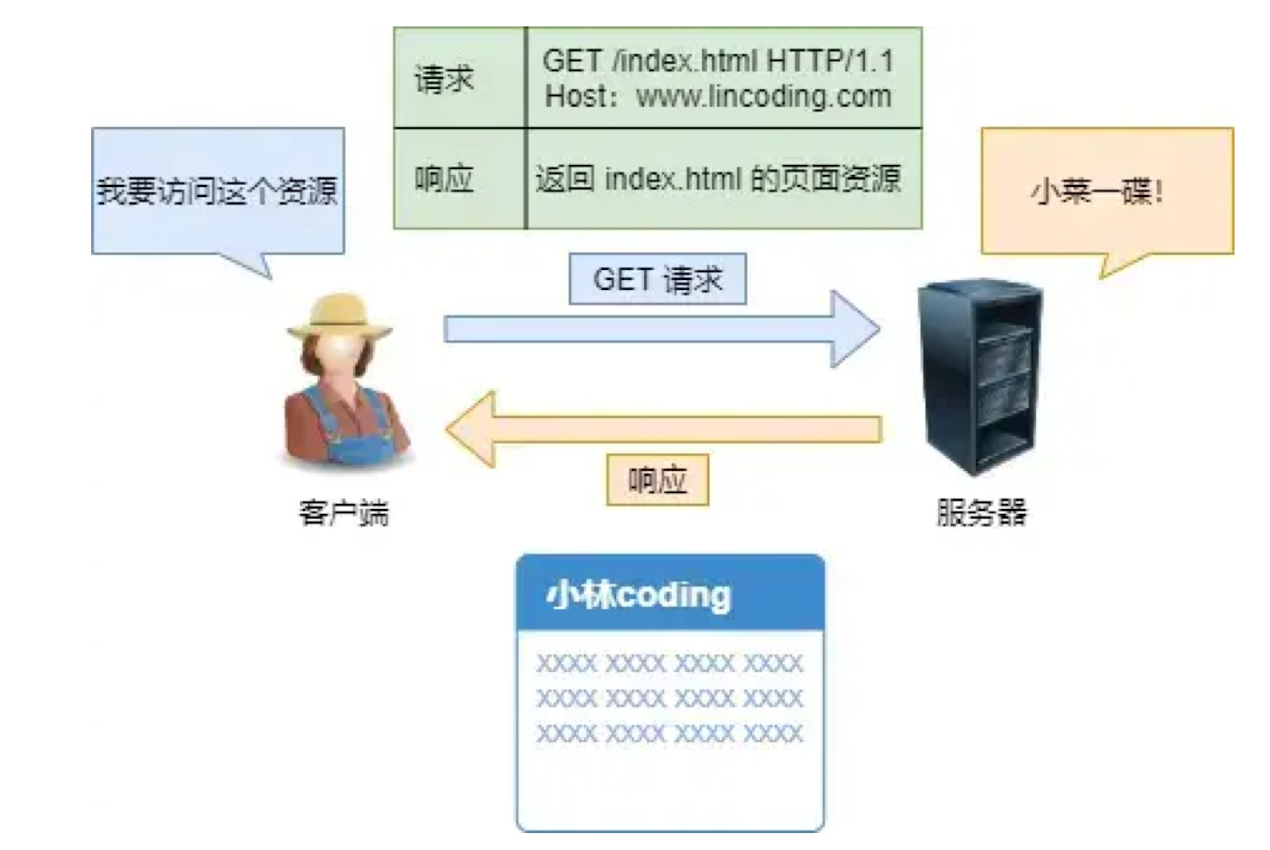 请求
GET /index.html HTTP/1.1
Host：www.lincoding.com
响应
返回 index.html 的页面资源
我要访问这个资源
小菜一碟！
GET 请求
响应
客户端
服务器
小林coding
XXXX XXXX XXXX XXXX
XXXX XXXX XXXX XXXX
XXXX XXXX XXXX XXXX